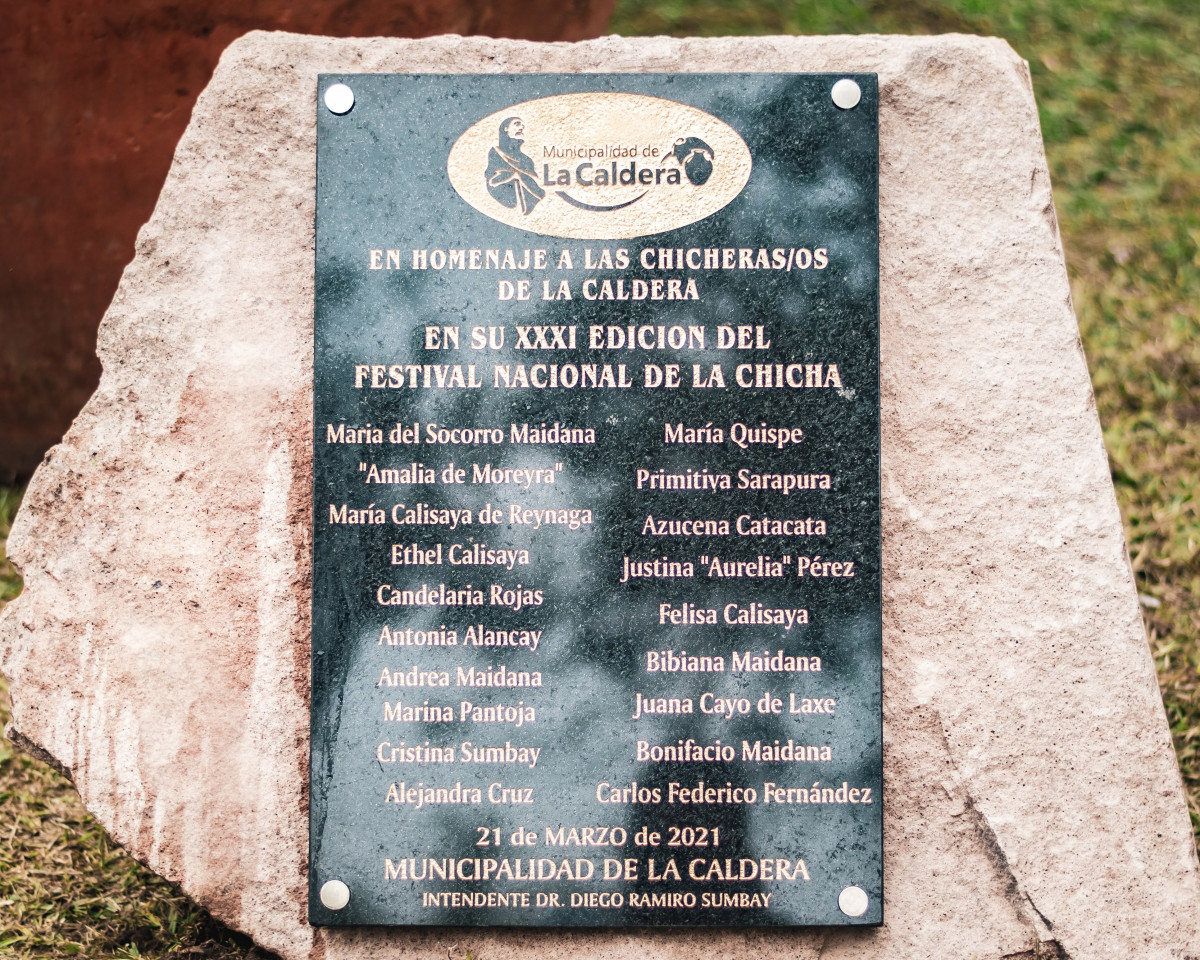 Municipalidad de
La Caldera
EN HOMENAJE A LAS CHICHERAS/OS
DE LA CALDERA
EN SU XXXI EDICION DEL
FESTIVAL NACIONAL DE LA CHICHA
Maria del Socorro Maidana
"Amalia de Moreyra"
María Calisaya de Reynaga
Ethel Calisaya
Candelaria Rojas
Antonia Alancay
Andrea Maidana
Marina Pantoja
Cristina Sumbay
Alejandra Cruz
María Quispe
Primitiva Sarapura
Azucena Catacata
Justina "Aurelia" Pérez
Felisa Calisaya
Bibiana Maidana
Juana Cayo de Laxe
Bonifacio Maidana
Carlos Federico Fernández
21 de MARZO de 2021
MUNICIPALIDAD DE LA CALDERA
INTENDENTE DR. DIEGO RAMIRO SUMBAY